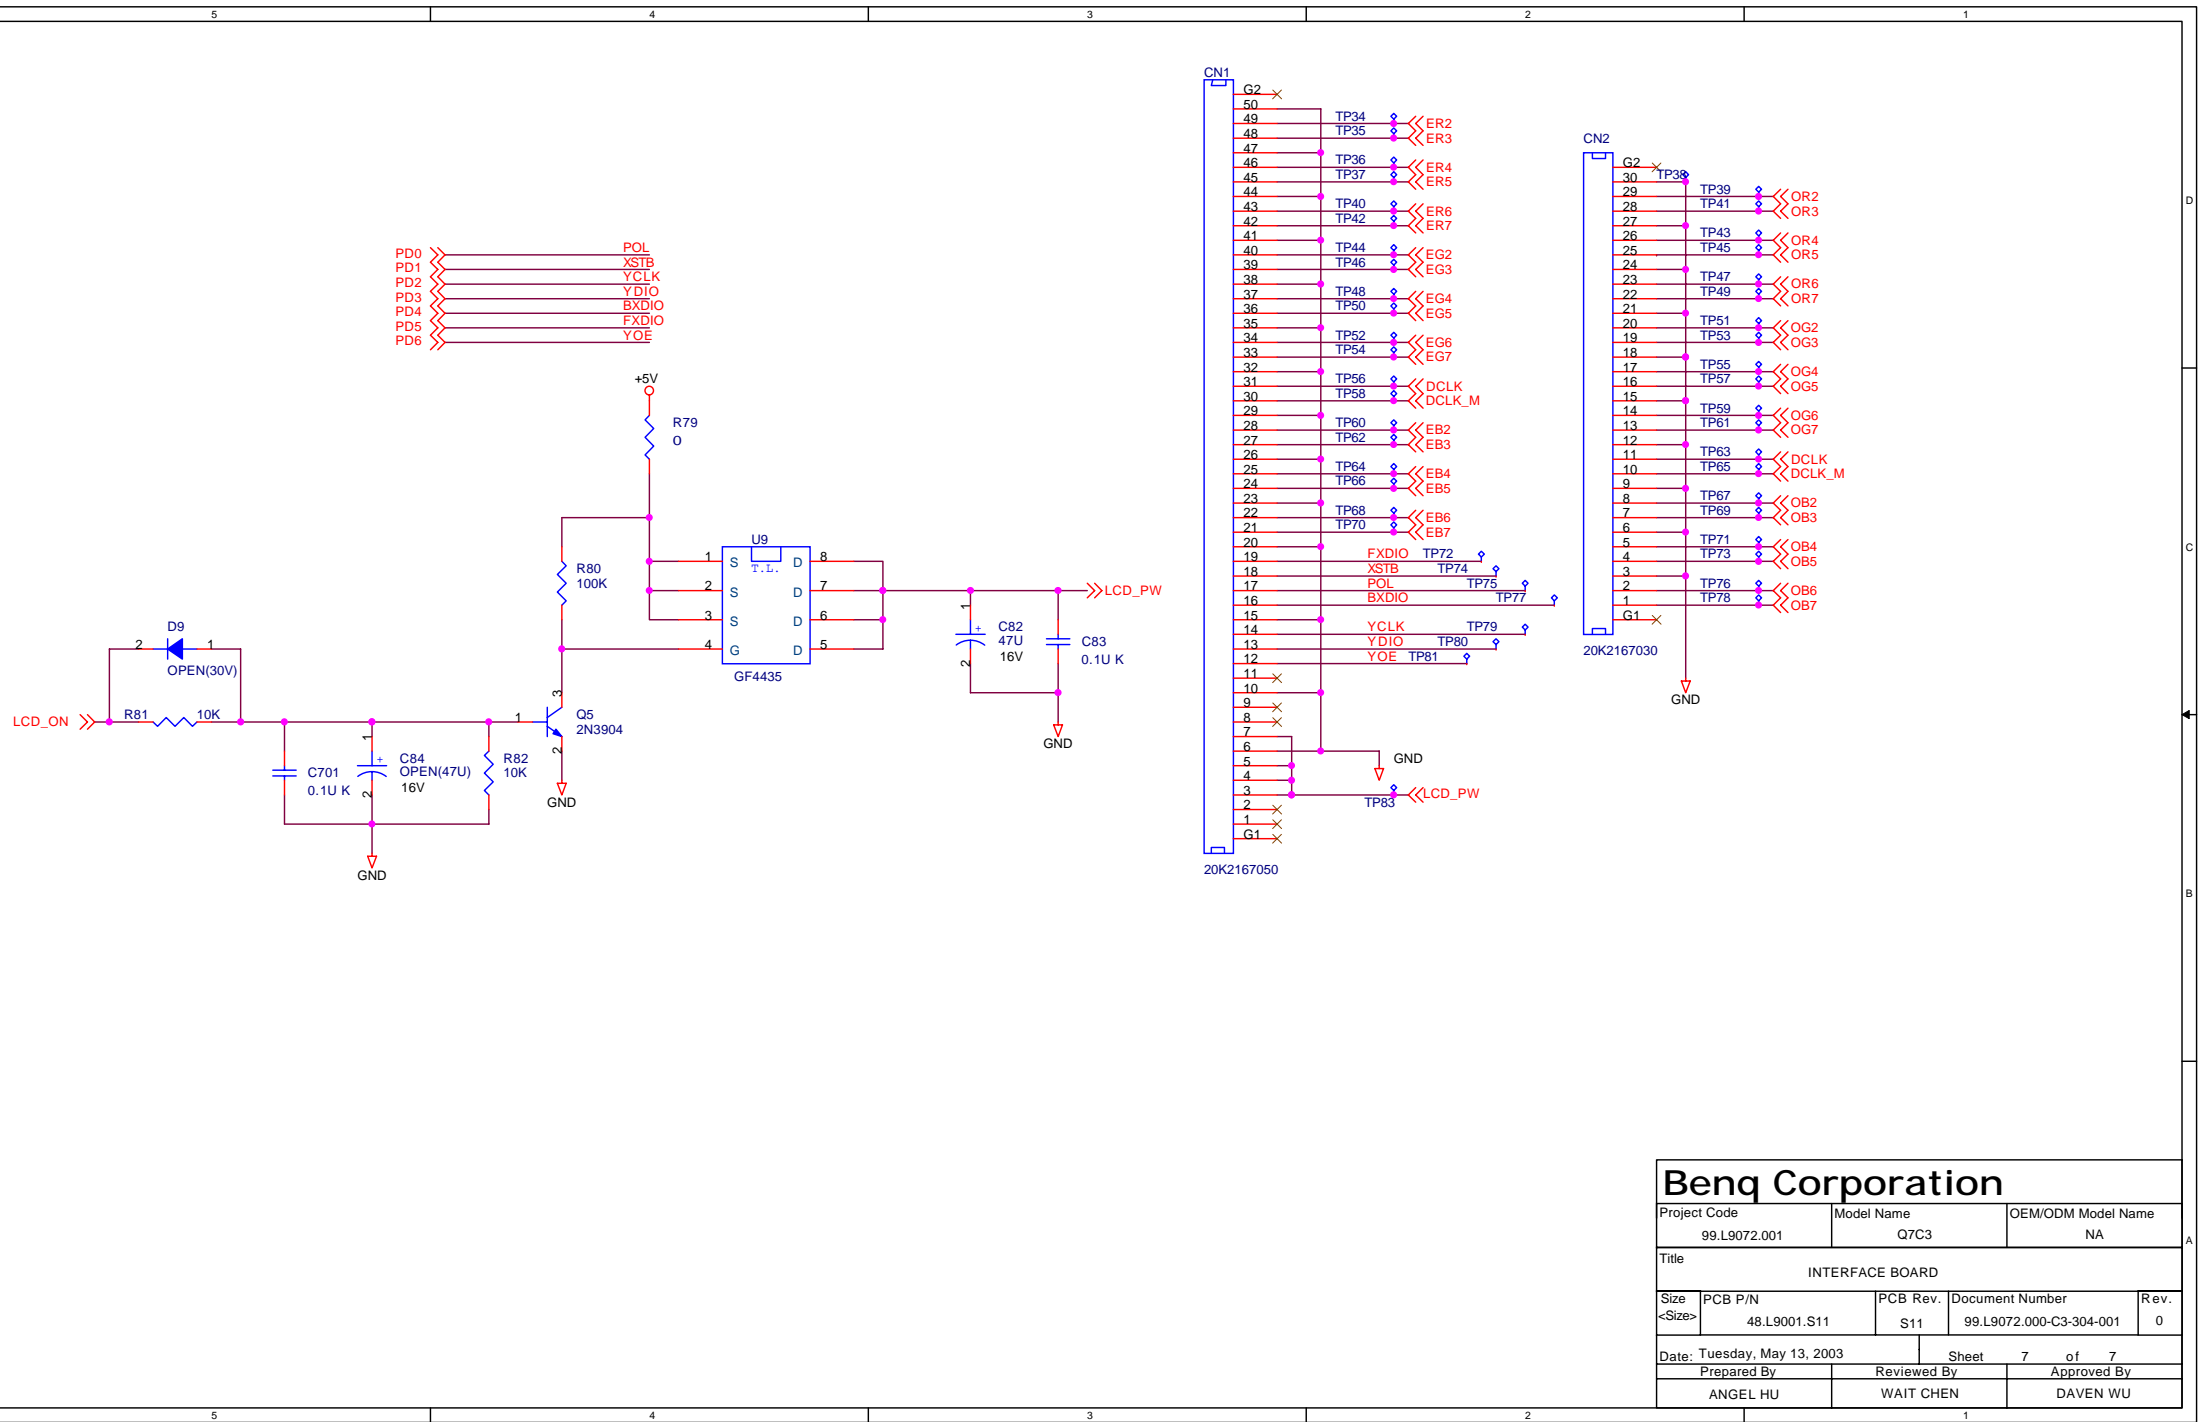 5 4 3 2 1
D
C
B
A
PD0 POL
PD1 XSTB
PD2 YCLK
PD3 YDIO
PD4 BXDIO
PD5 FXDIO
PD6 YOE
+5V
R79
0
R80
100K
U9
T.L.
1 S D 8
2 S D 7
3 S D 6
4 G D 5
GF4435
LCD_PW
1
+
2
C82
47U
16V
C83
0.1U K
GND
D9
2 1
OPEN(30V)
LCD_ON
R81 10K
C701
0.1U K
1
+
2
C84
OPEN(47U)
16V
R82
10K
GND
1
3
2
Q5
2N3904
GND
CN1
G2
50
49 TP34 ER2
48 TP35 ER3
47
46 TP36 ER4
45 TP37 ER5
44
43 TP40 ER6
42 TP42 ER7
41
40 TP44 EG2
39 TP46 EG3
38
37 TP48 EG4
36 TP50 EG5
35
34 TP52 EG6
33 TP54 EG7
32
31 TP56 DCLK
30 TP58 DCLK_M
29
28 TP60 EB2
27 TP62 EB3
26
25 TP64 EB4
24 TP66 EB5
23
22 TP68 EB6
21 TP70 EB7
20
19 FXDIO TP72
18 XSTB TP74
17 POL TP75
16 BXDIO TP77
15
14 YCLK TP79
13 YDIO TP80
12 YOE TP81
11
10
9
8
7
6 GND
5
4
3 TP83 LCD_PW
2
1
G1
20K2167050
CN2
G2
30 TP38
29 TP39 OR2
28 TP41 OR3
27
26 TP43 OR4
25 TP45 OR5
24
23 TP47 OR6
22 TP49 OR7
21
20 TP51 OG2
19 TP53 OG3
18
17 TP55 OG4
16 TP57 OG5
15
14 TP59 OG6
13 TP61 OG7
12
11 TP63 DCLK
10 TP65 DCLK_M
9
8 TP67 OB2
7 TP69 OB3
6
5 TP71 OB4
4 TP73 OB5
3
2 TP76 OB6
1 TP78 OB7
G1
20K2167030
GND
Benq Corporation
Project Code Model Name OEM/ODM Model Name
99.L9072.001 Q7C3 NA
Title
INTERFACE BOARD
Size PCB P/N PCB Rev. Document Number Rev.
<Size> 48.L9001.S11 S11 99.L9072.000-C3-304-001 0
Date: Tuesday, May 13, 2003 Sheet 7 of 7
Prepared By Reviewed By Approved By
ANGEL HU WAIT CHEN DAVEN WU
5 4 3 2 1